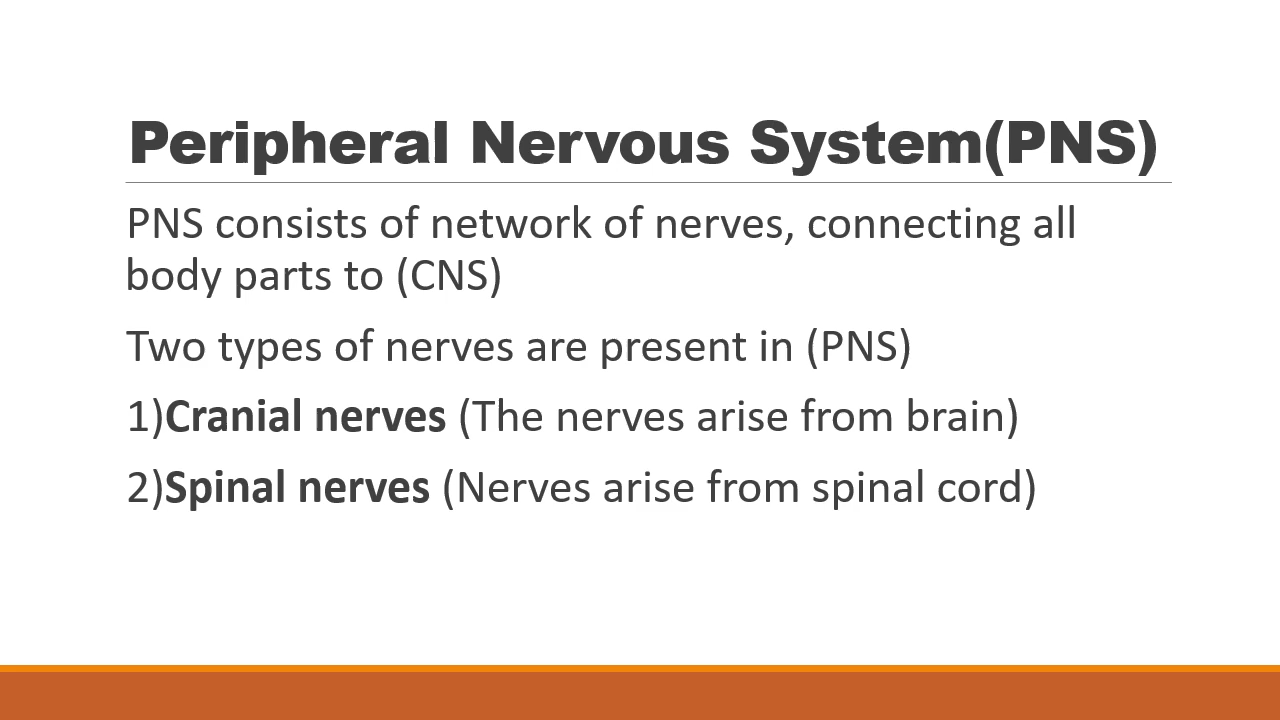 Peripheral Nervous System(PNS)
PNS consists of network of nerves, connecting all
body parts to (CNS)
Two types of nerves are present in (PNS)
1)Cranial nerves (The nerves arise from brain)
2)Spinal nerves (Nerves arise from spinal cord)